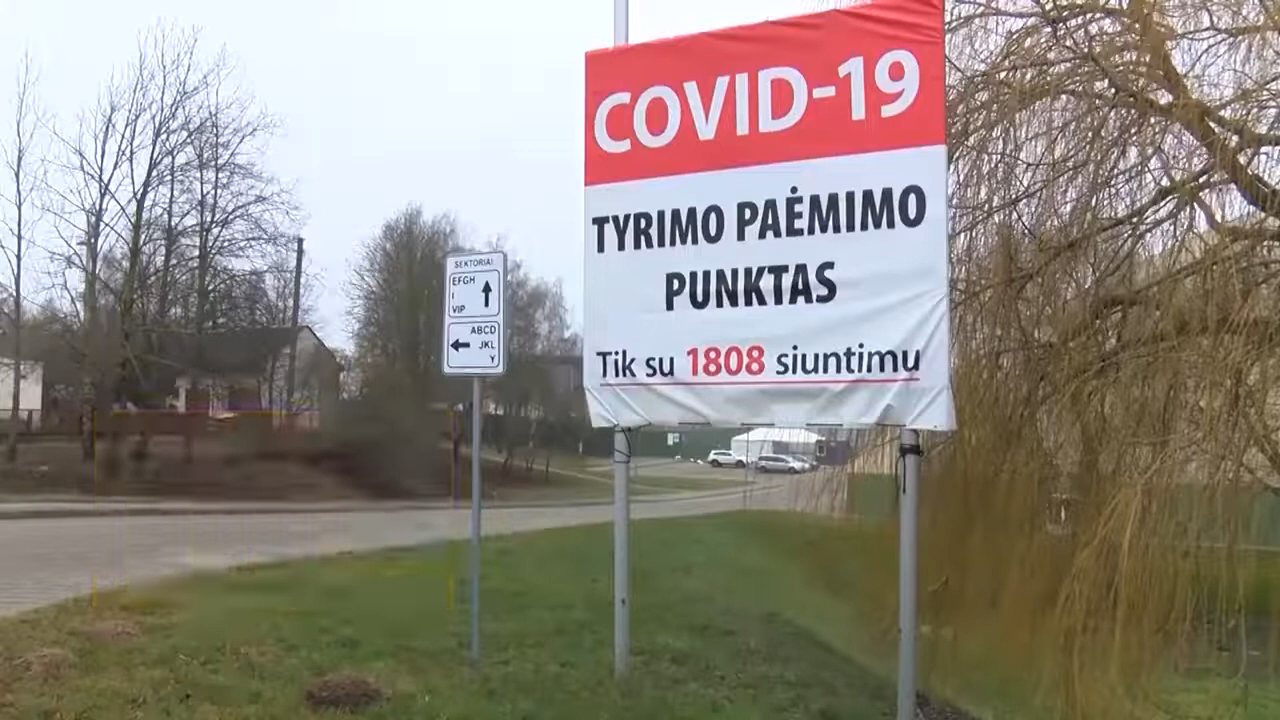 COVID-19
TYRIMO PAĖMIMO
PUNKTAS
Tik su 1808 siuntimu
SEKTORIAI
EFGH
I
VIP
ABCD
JKL
Y